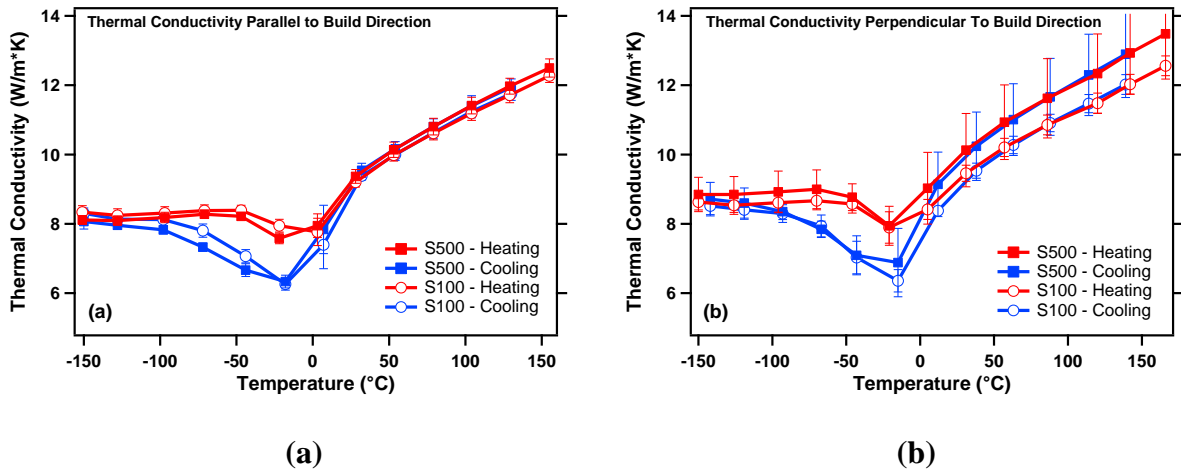 Thermal Conductivity Parallel to Build Direction
Thermal Conductivity (W/m*K)
14
12
10
8
6
S500 - Heating
S500 - Cooling
S100 - Heating
S100 - Cooling
(a)
-150
-100
-50
0
50
100
150
Temperature (°C)
(a)
Thermal Conductivity Perpendicular To Build Direction
Thermal Conductivity (W/m*K)
14
12
10
8
6
S500 - Heating
S500 - Cooling
S100 - Heating
S100 - Cooling
(b)
-150
-100
-50
0
50
100
150
Temperature (°C)
(b)